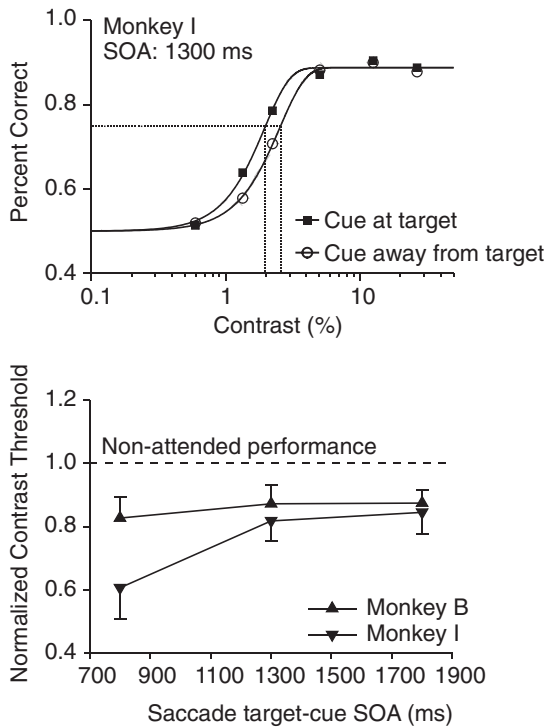 Monkey I
SOA: 1300 ms
1.0
0.8
0.6
0.4
Percent Correct
Cue at target
Cue away from target
0.1 1 10
Contrast (%)
1.2
1.0
0.8
0.6
0.4
Normalized Contrast Threshold
Non-attended performance
Monkey B
Monkey I
700 900 1100 1300 1500 1700 1900
Saccade target-cue SOA (ms)